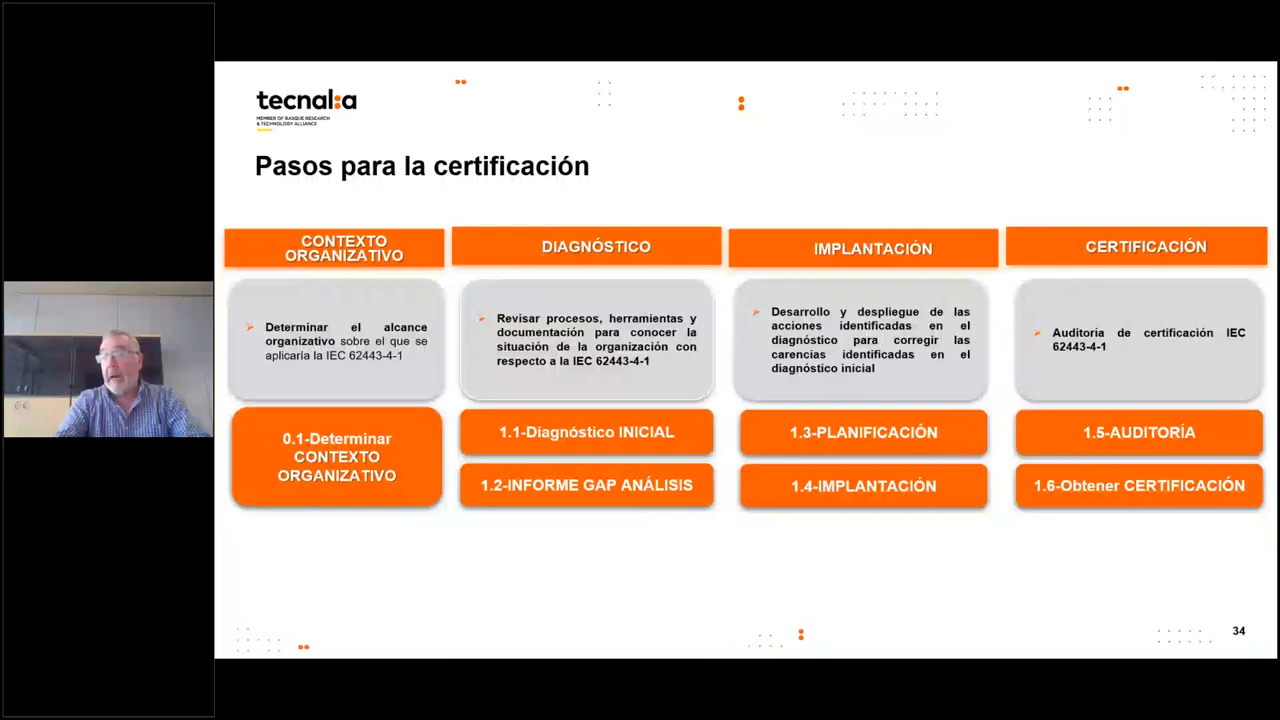 tecnal:a
MEMBER OF BASQUE RESEARCH
& TECHNOLOGY ALLIANCE
Pasos para la certificación
CONTEXTO
ORGANIZATIVO
Determinar el alcance
organizativo sobre el que se
aplicaría la IEC 62443-4-1
0.1-Determinar
CONTEXTO
ORGANIZATIVO
DIAGNÓSTICO
Revisar procesos, herramientas y
documentación para conocer la
situación de la organización con
respecto a la IEC 62443-4-1
1.1-Diagnóstico INICIAL
1.2-INFORME GAP ANÁLISIS
IMPLANTACIÓN
Desarrollo y despliegue de las
acciones identificadas en el
diagnóstico para corregir las
carencias identificadas en el
diagnóstico inicial
1.3-PLANIFICACIÓN
1.4-IMPLANTACIÓN
CERTIFICACIÓN
Auditoría de certificación IEC
62443-4-1
1.5-AUDITORÍA
1.6-Obtener CERTIFICACIÓN
34